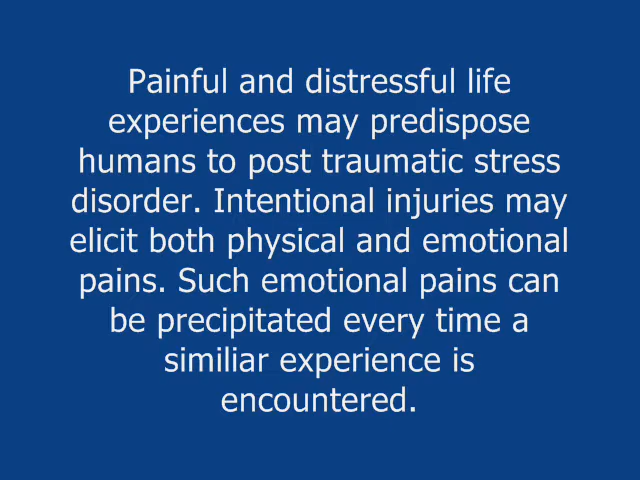 Painful and distressful life
experiences may predispose
humans to post traumatic stress
disorder. Intentional injuries may
elicit both physical and emotional
pains. Such emotional pains can
be precipitated every time a
similiar experience is
encountered.